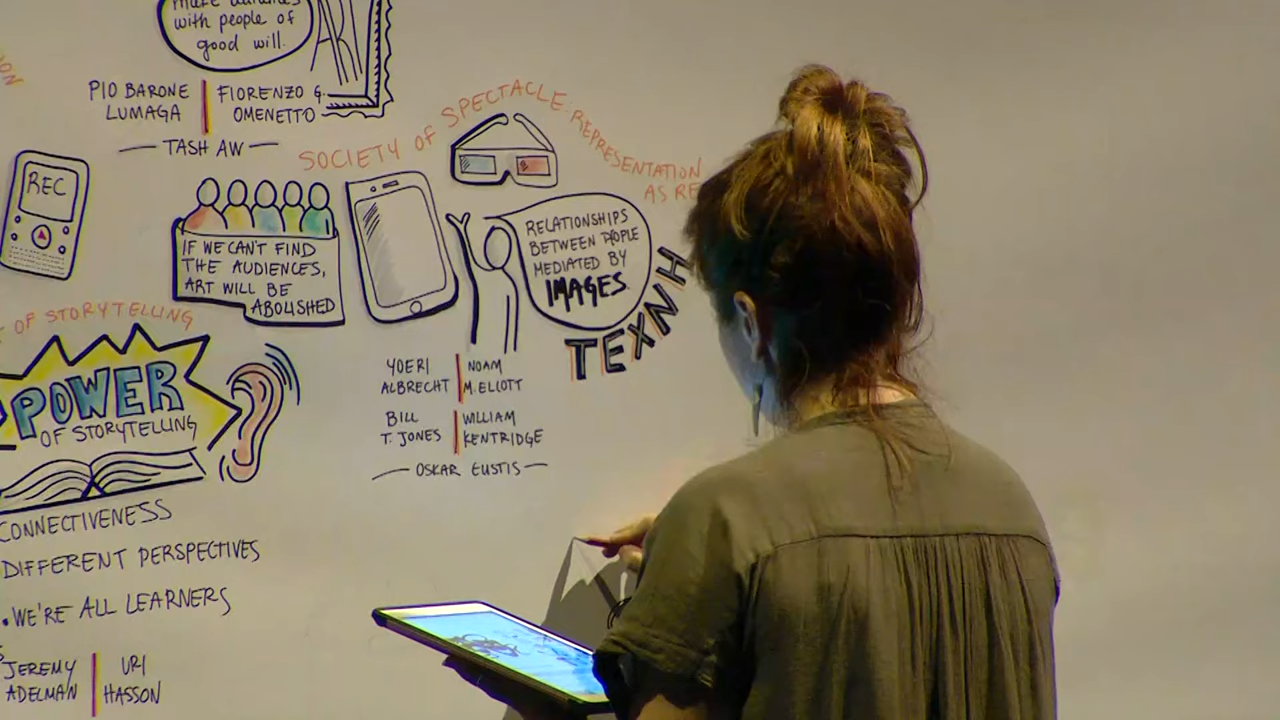 with people of
good will.
ART
PIO BARONE
LUMAGA
FIORENZO G.
OMENETTO
TASH AW
SOCIETY OF SPECTACLE: REPRESENTATION
AS RE
REC
IF WE CAN'T FIND
THE AUDIENCES,
ART WILL BE
ABOLISHED
RELATIONSHIPS
BETWEEN PEOPLE
MEDIATED BY
IMAGES.
TEXNH
OF STORYTELLING
POWER
OF STORYTELLING
YOERI
ALBRECHT
NOAM
M. ELLOTT
BILL
T. JONES
WILLIAM
KENTRIDGE
OSKAR EUSTIS
CONNECTIVENESS
DIFFERENT PERSPECTIVES
. WE'RE ALL LEARNERS
JEREMY
ADELMAN
URI
HASSON